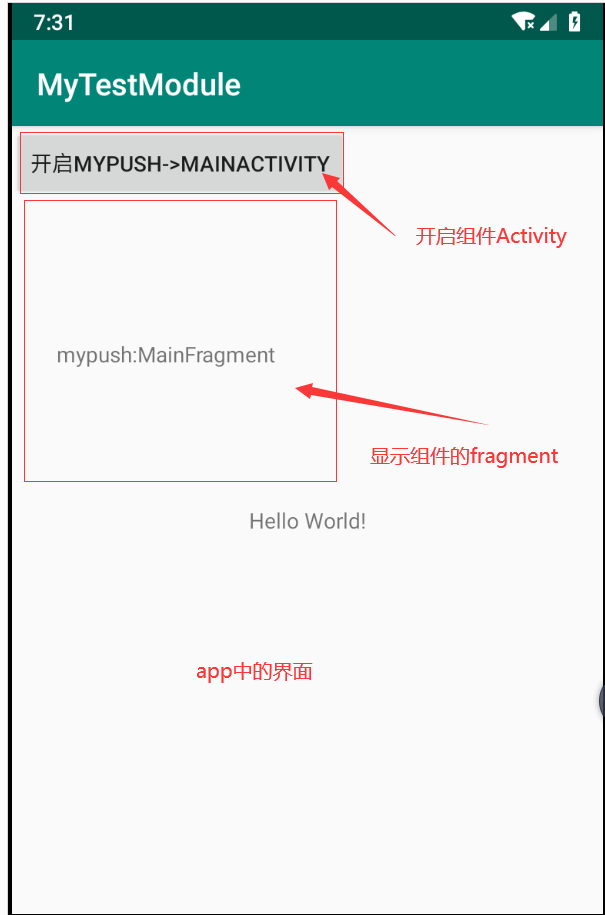 7:31
MyTestModule
开启MYPUSH->MAINACTIVITY
开启组件Activity
mypush:MainFragment
显示组件的fragment
Hello World!
app中的界面